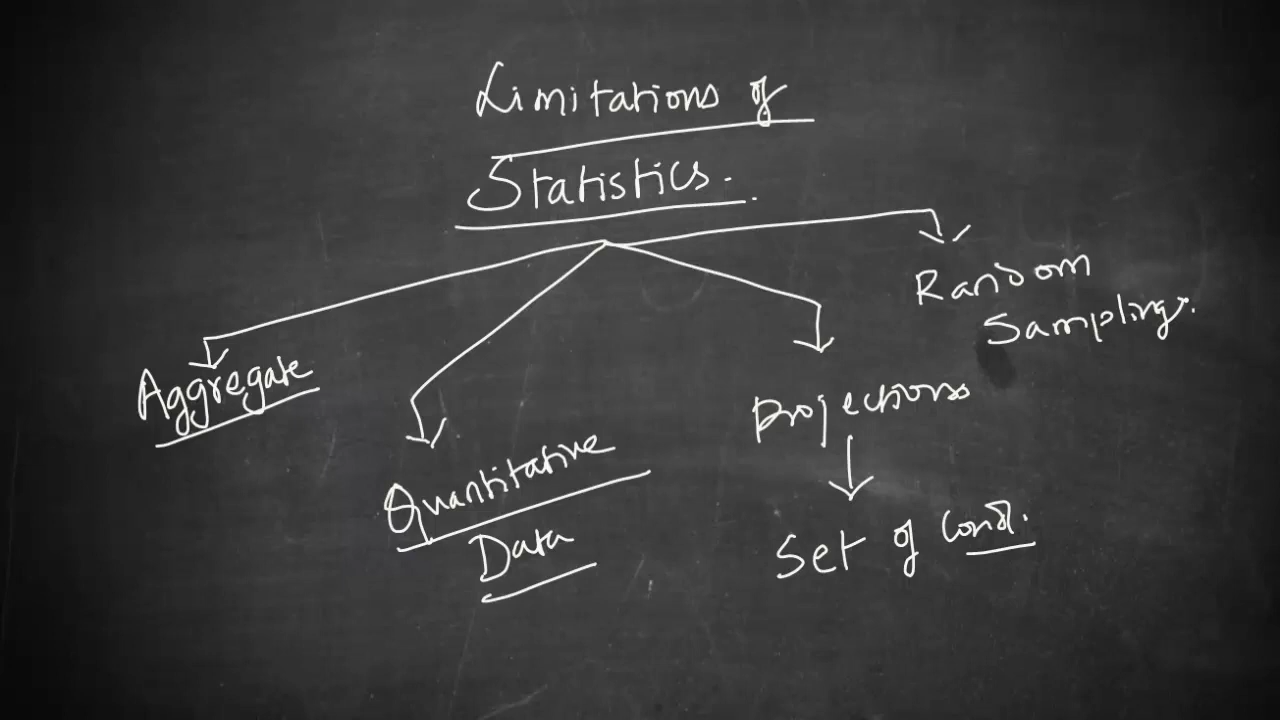 Limitations of
Statistics.
Aggregate
Quantitative
Data
Projections
Set of Cond.
Random
Sampling.